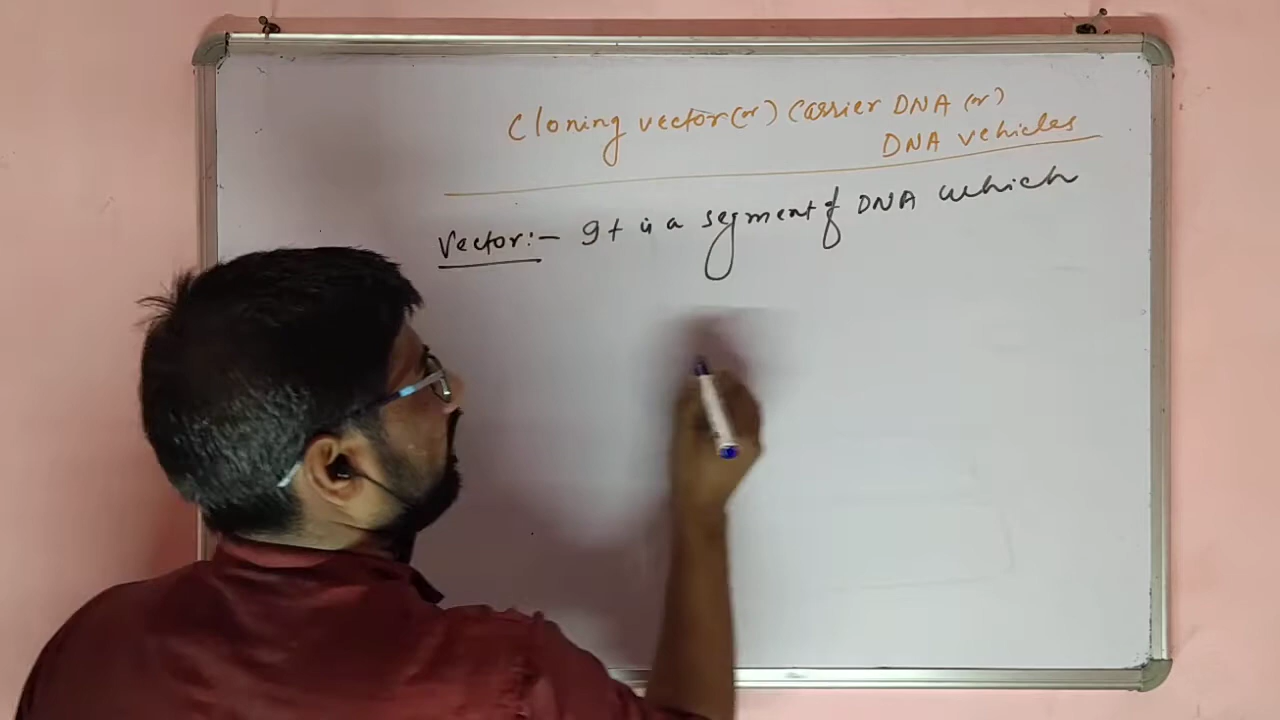 Cloning vector (or) Carrier DNA (or)
DNA vehicles
Vector:- It is a segment of DNA which